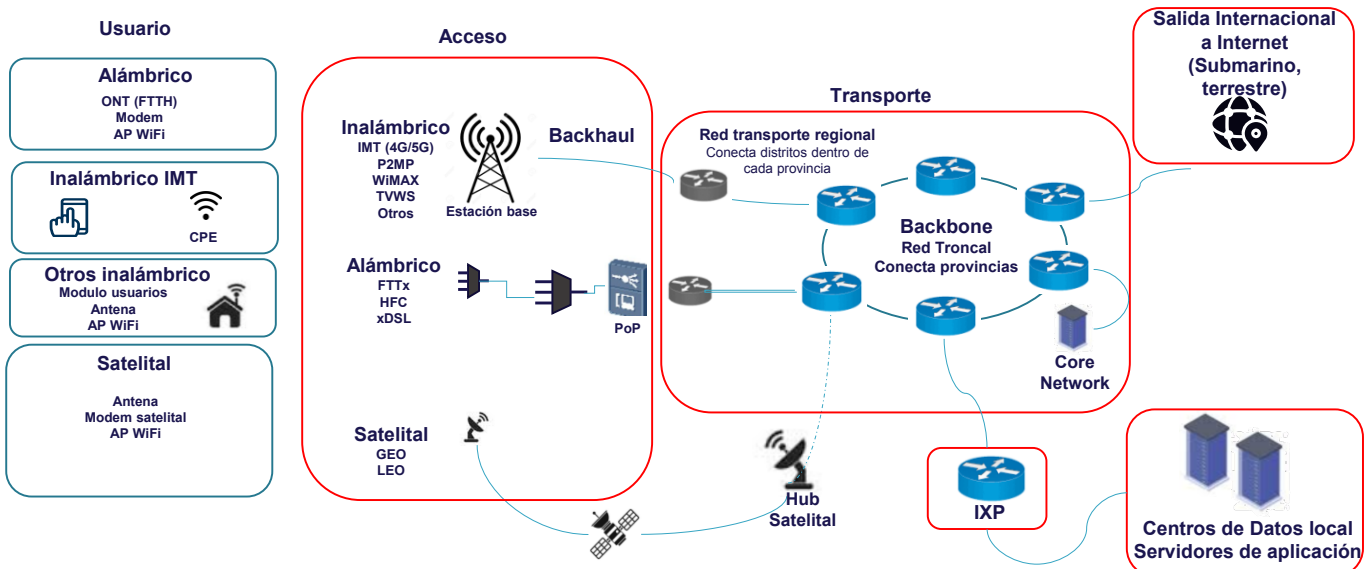 Usuario
Alámbrico
ONT (FTTH)
Modem
AP WiFi
Inalámbrico IMT
CPE
Otros inalámbrico
Modulo usuarios
Antena
AP WiFi
Satelital
Antena
Modem satelital
AP WiFi
Acceso
Inalámbrico
IMT (4G/5G)
P2MP
WiMAX
TVWS
Otros
Estación base
Backhaul
Alámbrico
FTTx
HFC
xDSL
PoP
Satelital
GEO
LEO
Hub
Satelital
Transporte
Red transporte regional
Conecta distritos dentro de
cada provincia
Backbone
Red Troncal
Conecta provincias
Core
Network
Salida Internacional
a Internet
(Submarino,
terrestre)
IXP
Centros de Datos local
Servidores de aplicación